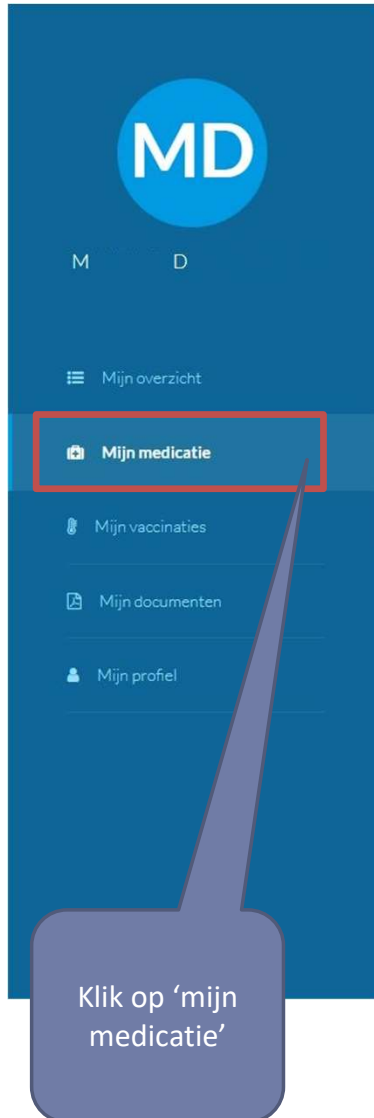 MD
M D
Mijn overzicht
Mijn medicatie
Mijn vaccinaties
Mijn documenten
Mijn profiel
Klik op ‘mijn
medicatie’